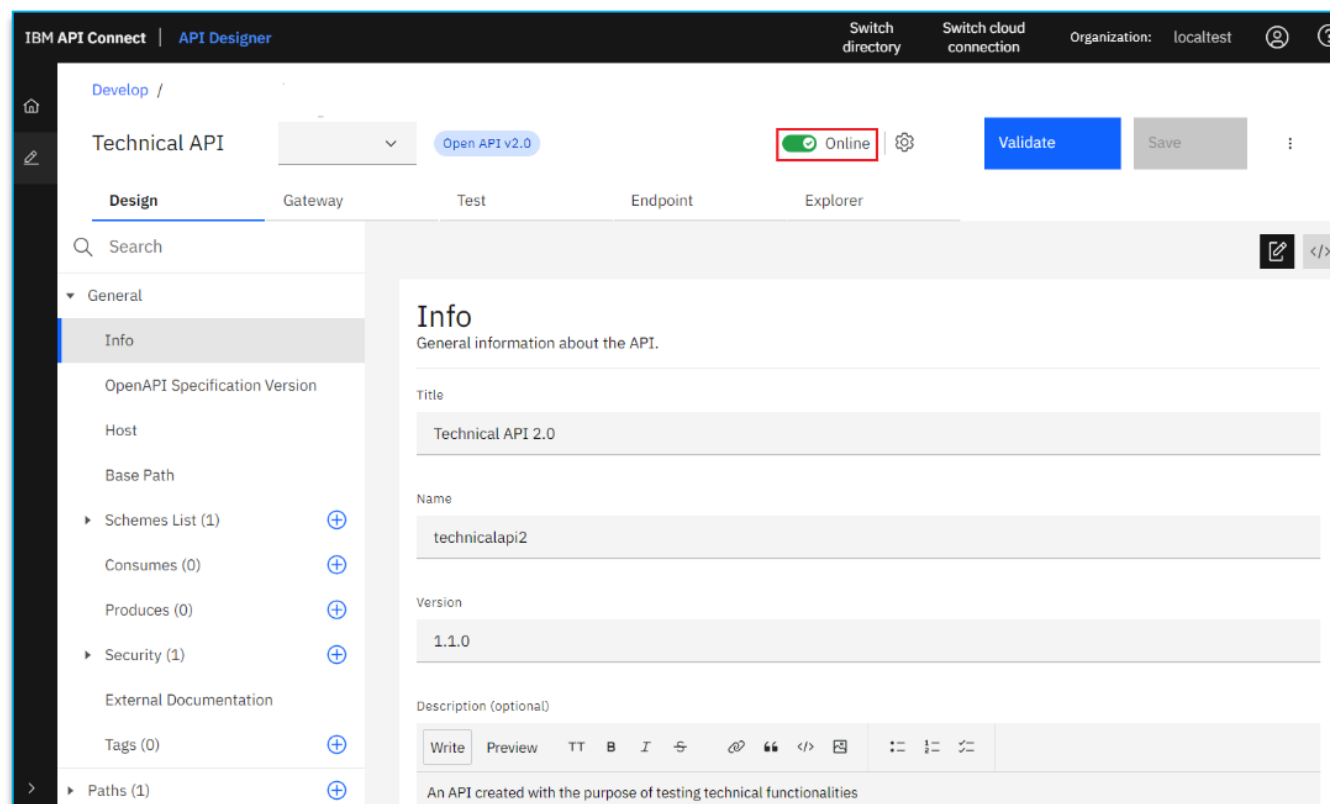 IBM API Connect | API Designer
Switch directory
Switch cloud connection
Organization: localtest
Develop /
Technical API
Open API v2.0
Online
Validate
Save
Design Gateway Test Endpoint Explorer
Search
General
Info
OpenAPI Specification Version
Host
Base Path
Schemes List (1)
Consumes (0)
Produces (0)
Security (1)
External Documentation
Tags (0)
Paths (1)
</>
Info
General information about the API.
Title
Technical API 2.0
Name
technicalapi2
Version
1.1.0
Description (optional)
Write Preview TT B I S
An API created with the purpose of testing technical functionalities